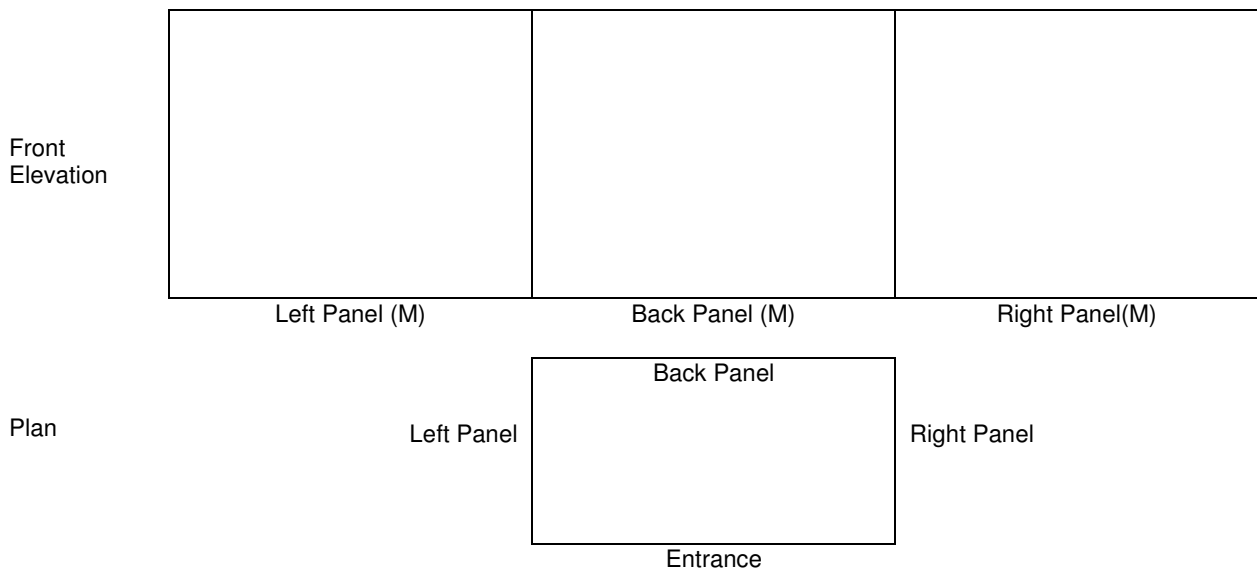 Front
Elevation
Left Panel (M)
Back Panel (M)
Right Panel(M)
Back Panel
Plan
Left Panel
Right Panel
Entrance